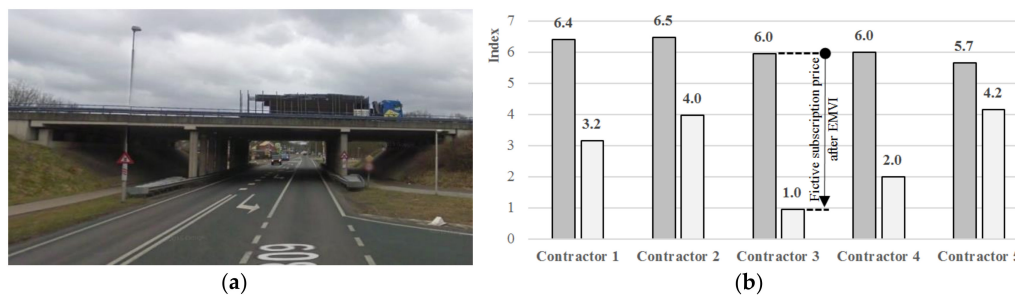 7
6
5
4
3
2
1
0
Index
6.4
3.2
6.5
4.0
6.0
1.0
6.0
2.0
5.7
4.2
Fictive subscription price
after EMVI
Contractor 1
Contractor 2
Contractor 3
Contractor 4
Contractor 5
309
(a)
(b)